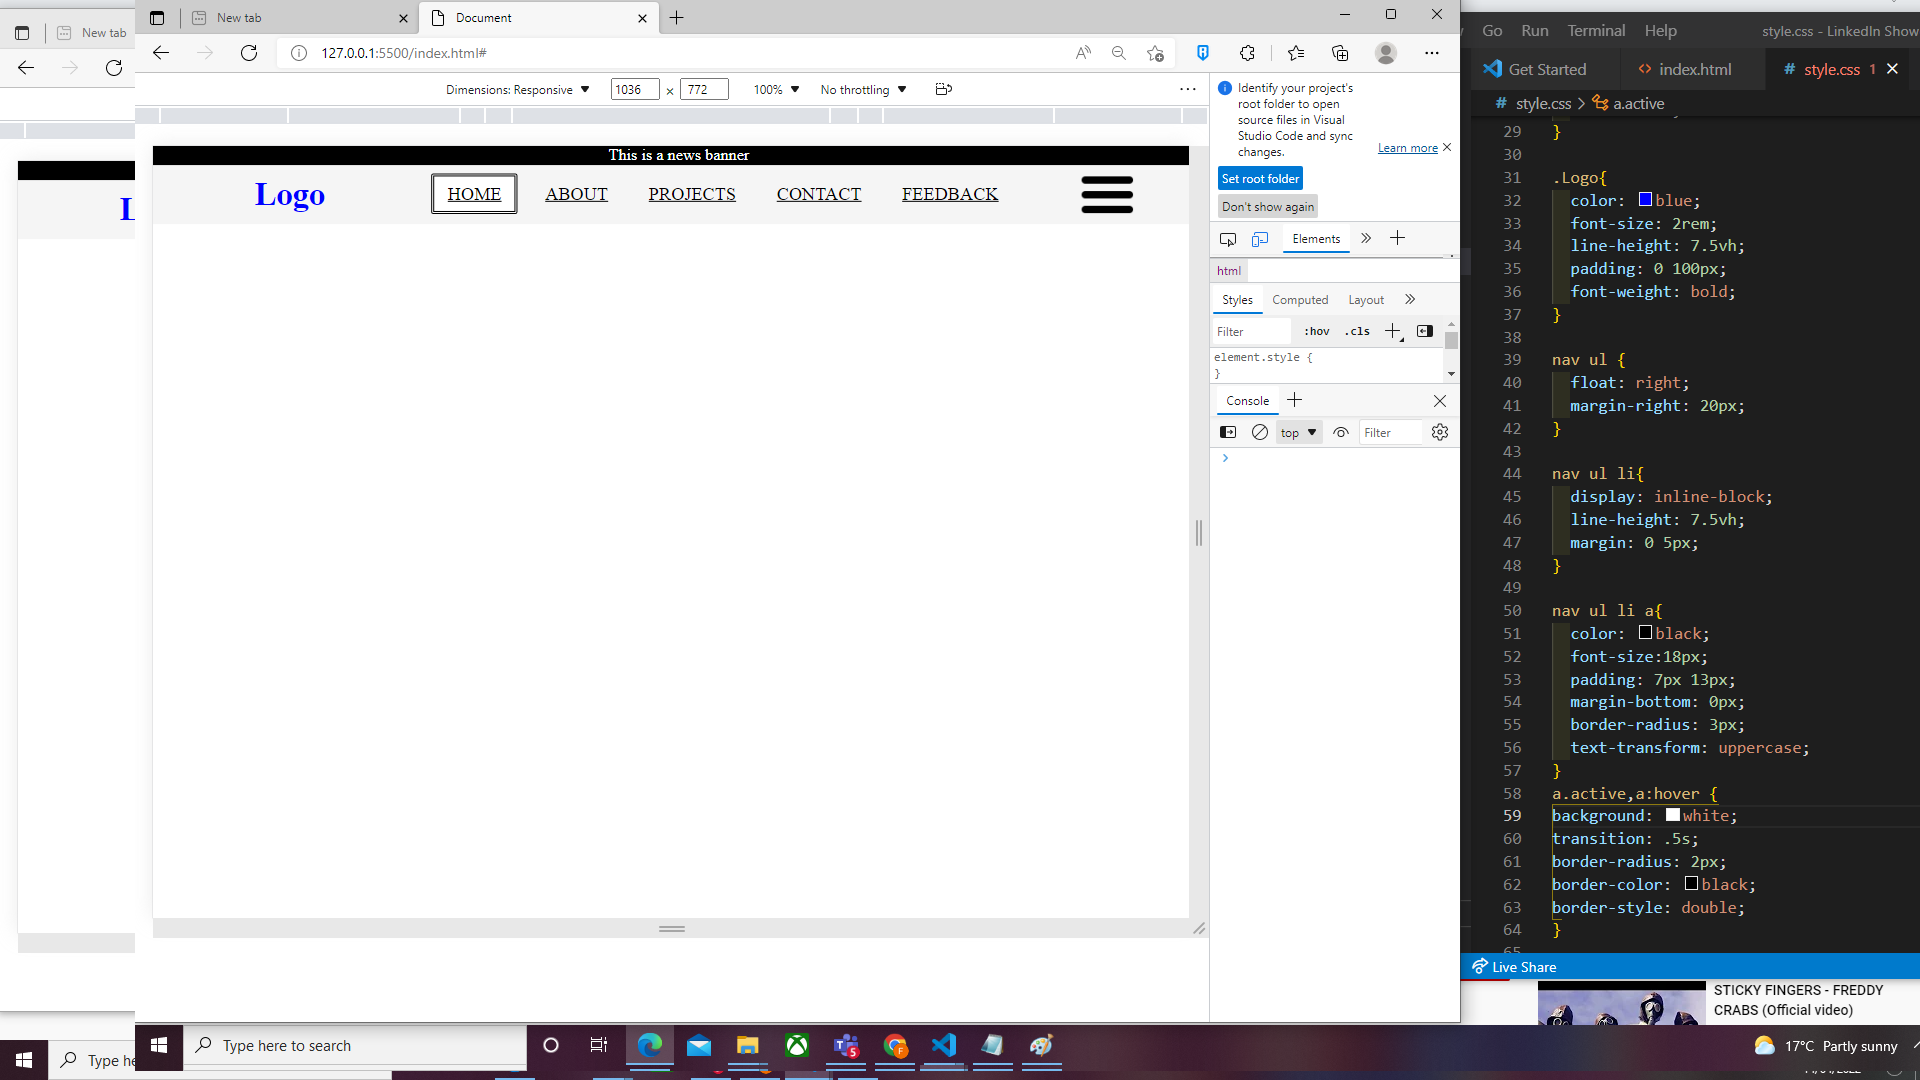 New tab
New tab
Document
127.0.0.1:5500/index.html#
Dimensions: Responsive
1036 × 772
100%
No throttling
This is a news banner
Logo
HOME
ABOUT
PROJECTS
CONTACT
FEEDBACK
L
Identify your project's
root folder to open
source files in Visual
Studio Code and sync
changes.
Learn more
Set root folder
Don't show again
Elements
html
Styles
Computed
Layout
Filter
:hov
.cls
element.style {
}
Console
top
Filter
Go
Run
Terminal
Help
style.css - LinkedIn Show
Get Started
index.html
style.css 1
# style.css > a.active
29 }
30
31 .Logo{
32 color: blue;
33 font-size: 2rem;
34 line-height: 7.5vh;
35 padding: 0 100px;
36 font-weight: bold;
37 }
38
39 nav ul {
40 float: right;
41 margin-right: 20px;
42 }
43
44 nav ul li{
45 display: inline-block;
46 line-height: 7.5vh;
47 margin: 0 5px;
48 }
49
50 nav ul li a{
51 color: black;
52 font-size:18px;
53 padding: 7px 13px;
54 margin-bottom: 0px;
55 border-radius: 3px;
56 text-transform: uppercase;
57 }
58 a.active,a:hover {
59 background: white;
60 transition: .5s;
61 border-radius: 2px;
62 border-color: black;
63 border-style: double;
64 }
65
Live Share
STICKY FINGERS - FREDDY
CRABS (Official video)
Type here to search
5
F
17°C Partly sunny
Type he